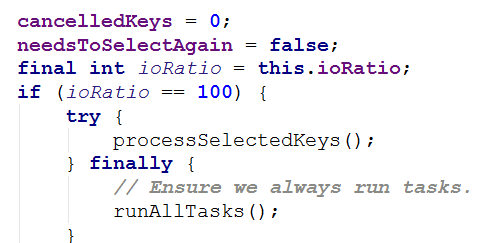 cancelledKeys = 0;
needsToSelectAgain = false;
final int ioRatio = this.ioRatio;
if (ioRatio == 100) {
    try {
        processSelectedKeys();
    } finally {
        // Ensure we always run tasks.
        runAllTasks();
    }